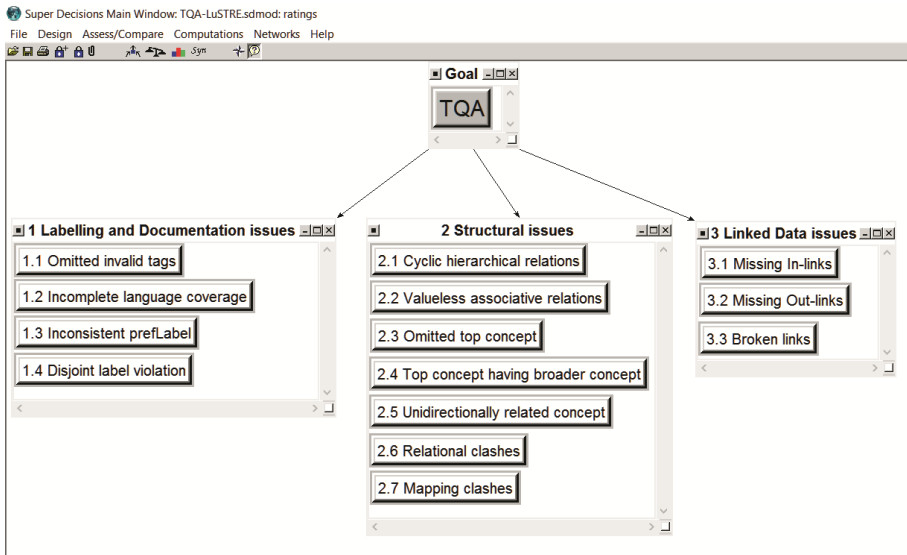 Super Decisions Main Window: TQA-LuSTRE.sdmod: ratings
File Design Assess/Compare Computations Networks Help
Syn
Goal
TQA
1 Labelling and Documentation issues
1.1 Omitted invalid tags
1.2 Incomplete language coverage
1.3 Inconsistent prefLabel
1.4 Disjoint label violation
2 Structural issues
2.1 Cyclic hierarchical relations
2.2 Valueless associative relations
2.3 Omitted top concept
2.4 Top concept having broader concept
2.5 Unidirectionally related concept
2.6 Relational clashes
2.7 Mapping clashes
3 Linked Data issues
3.1 Missing In-links
3.2 Missing Out-links
3.3 Broken links